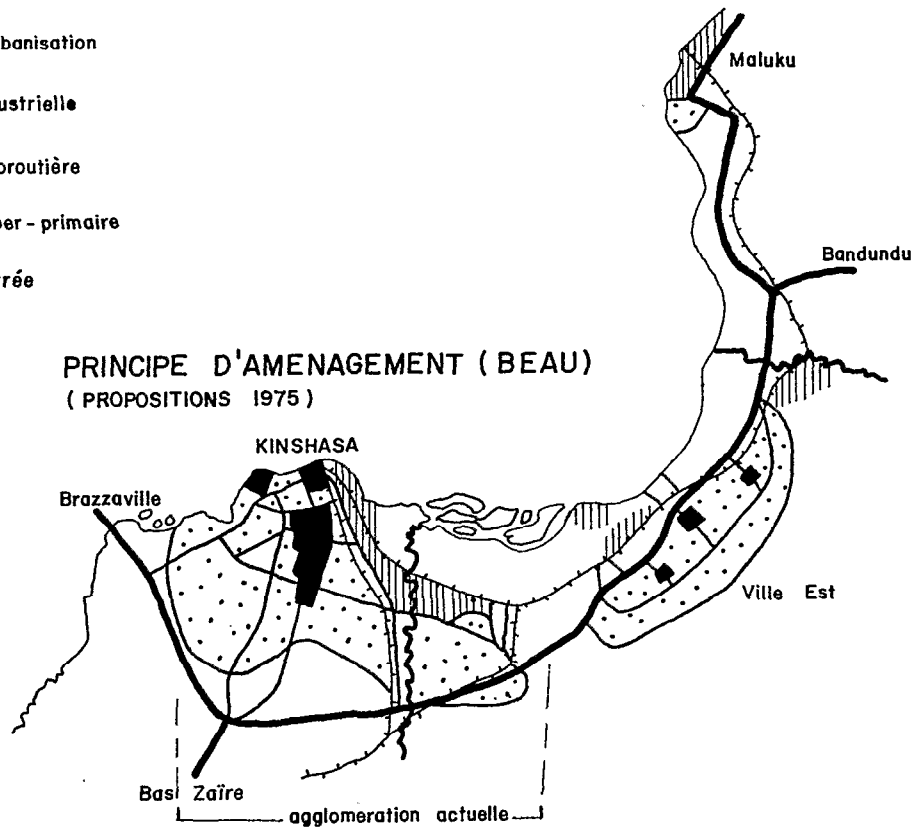 banisation
ustrielle
oroutière
er - primaire
rée
PRINCIPE D'AMENAGEMENT ( BEAU )
( PROPOSITIONS 1975 )
KINSHASA
Brazzaville
Maluku
Bandundu
Ville Est
Bas Zaïre
agglomeration actuelle